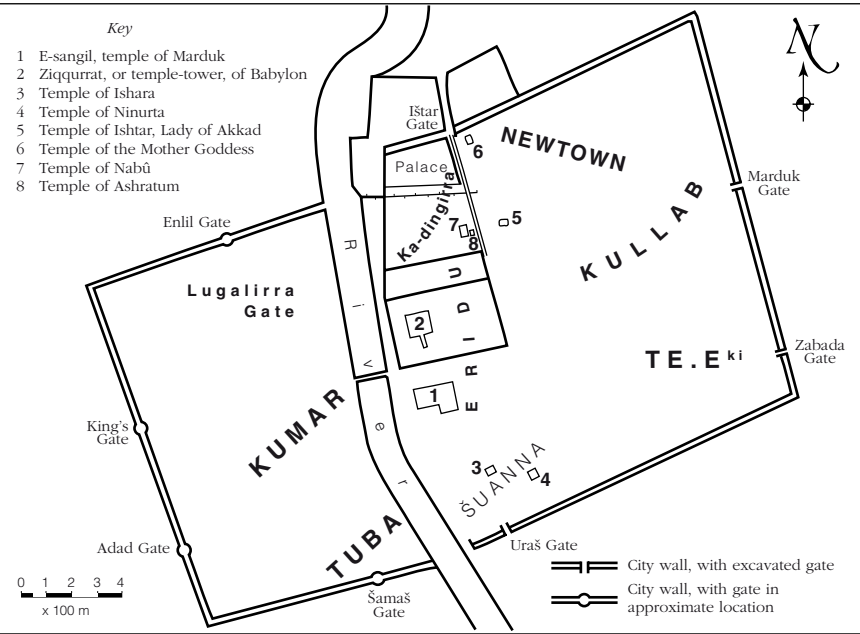 Key
1 E-sangil, temple of Marduk
2 Ziqqurrat, or temple-tower, of Babylon
3 Temple of Ishara
4 Temple of Ninurta
5 Temple of Ishtar, Lady of Akkad
6 Temple of the Mother Goddess
7 Temple of Nabû
8 Temple of Ashratum
N
Ištar
Gate
6
NEWTOWN
Palace
Marduk
Gate
Ka-dingirra
7
8
5
KULLAB
Enlil Gate
River
Lugalirra
Gate
ERIDU
2
Zabada
Gate
TE.E ki
1
King's
Gate
KUMAR
3
4
ŠUANNA
TUBA
Adad Gate
Uraš Gate
Šamaš
Gate
0 1 2 3 4
x 100 m
City wall, with excavated gate
City wall, with gate in
approximate location